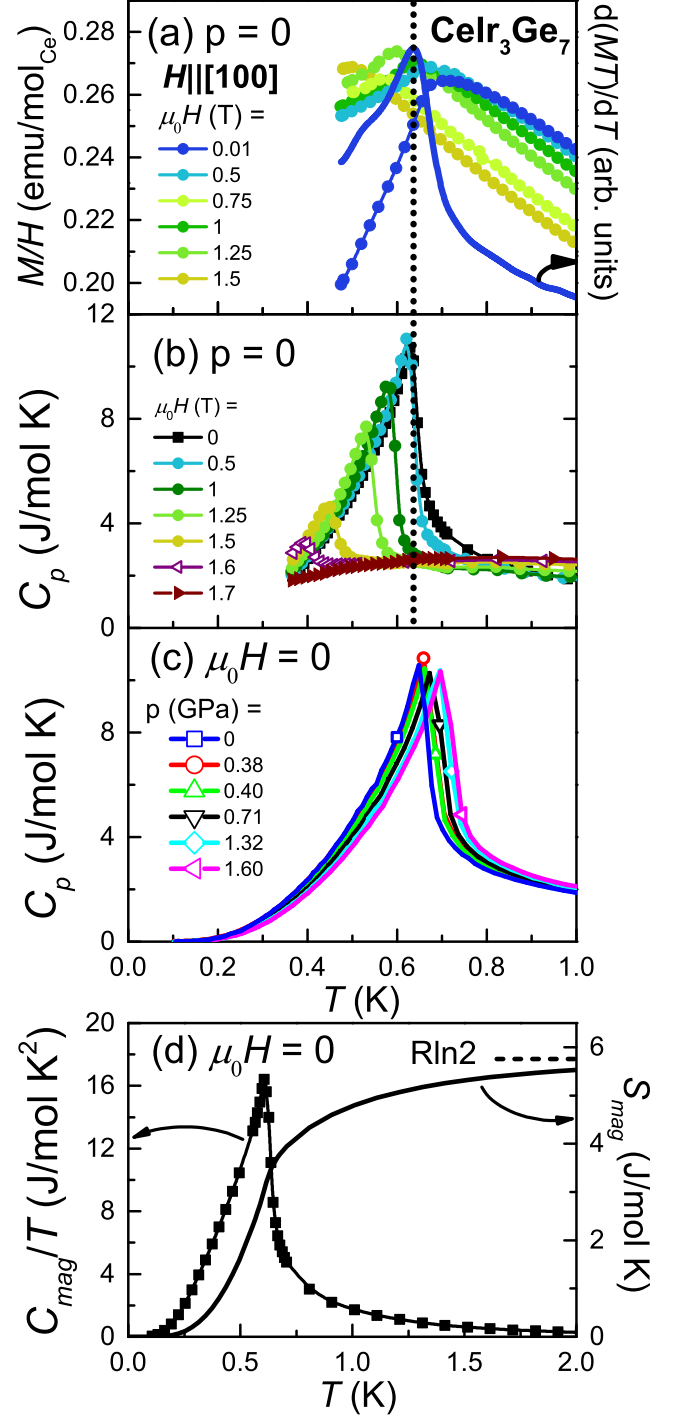 (a) p = 0
CeIr3Ge7
H||[100]
μ0H (T) =
0.01
0.5
0.75
1
1.25
1.5
0.28
0.26
0.24
0.22
0.20
M/H (emu/molCe)
d(MT)/dT (arb. units)
(b) p = 0
μ0H (T) =
0
0.5
1
1.25
1.5
1.6
1.7
12
8
4
0
Cp (J/mol K)
(c) μ0H = 0
p (GPa) =
0
0.38
0.40
0.71
1.32
1.60
8
4
0
Cp (J/mol K)
0.0 0.2 0.4 0.6 0.8 1.0
T (K)
(d) μ0H = 0
Rln2
20
16
12
8
4
0
Cmag/T (J/mol K2)
6
4
2
0
Smag (J/mol K)
0.0 0.5 1.0 1.5 2.0
T (K)